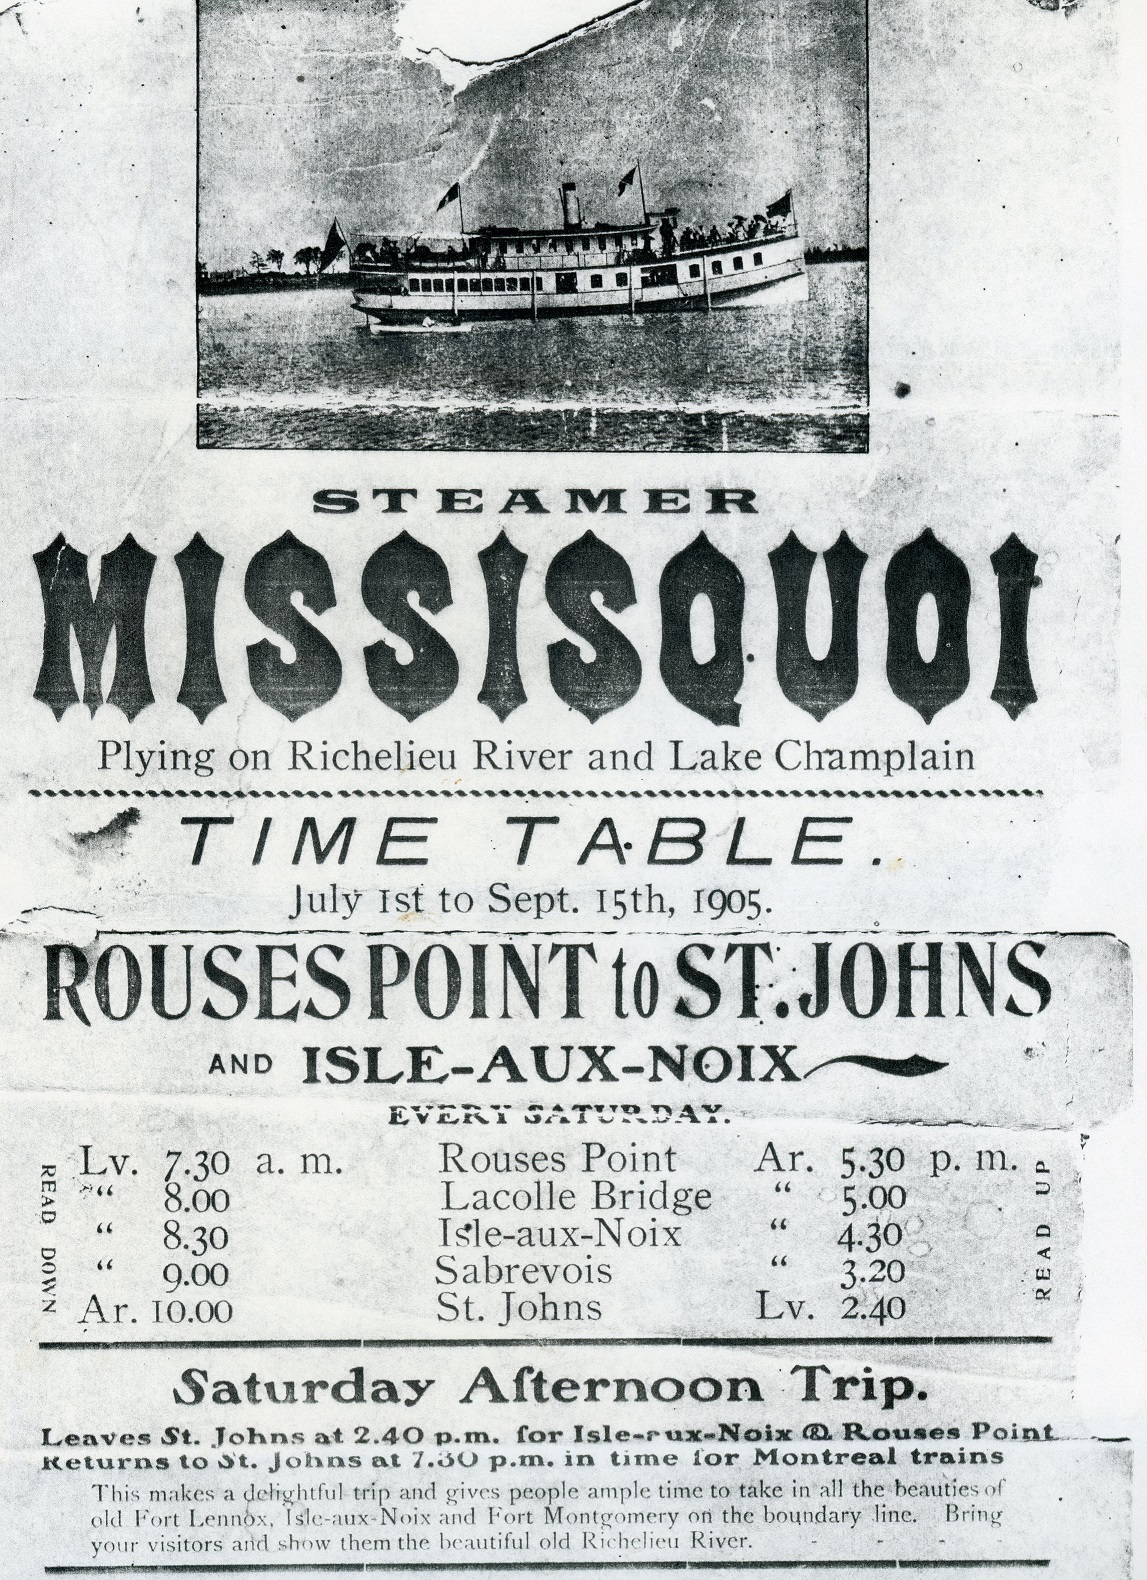 STEAMER
MISSISQUOI
Plying on Richelieu River and Lake Champlain
TIME TABLE.
July 1st to Sept. 15th, 1905.
ROUSES POINT to ST. JOHNS
AND ISLE-AUX-NOIX
EVERY SATURDAY.
READ DOWN
Lv. 7.30 a. m. Rouses Point Ar. 5.30 p. m.
“ 8.00 Lacolle Bridge “ 5.00
“ 8.30 Isle-aux-Noix “ 4.30
“ 9.00 Sabrevois “ 3.20
Ar. 10.00 St. Johns Lv. 2.40
READ UP
Saturday Afternoon Trip.
Leaves St. Johns at 2.40 p.m. for Isle-aux-Noix & Rouses Point
Returns to St. Johns at 7.30 p.m. in time for Montreal trains
This makes a delightful trip and gives people ample time to take in all the beauties of
old Fort Lennox, Isle-aux-Noix and Fort Montgomery on the boundary line. Bring
your visitors and show them the beautiful old Richelieu River. - - - -